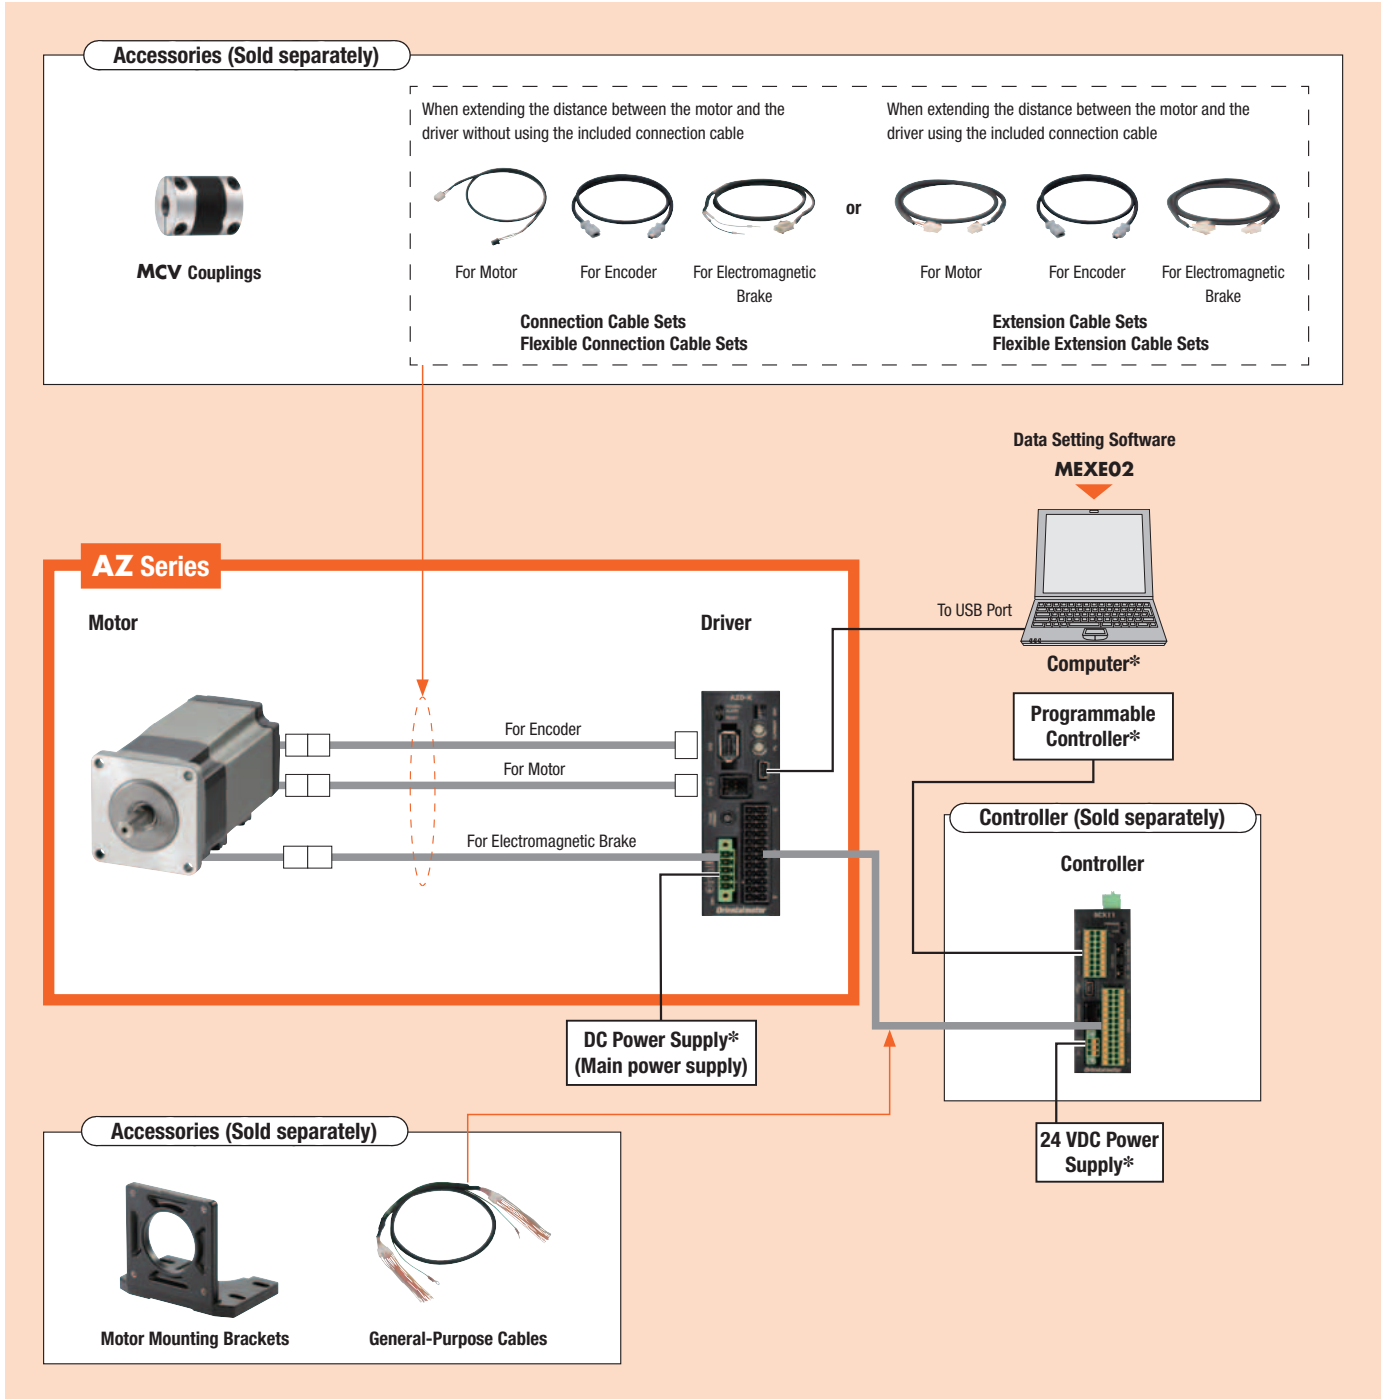 Accessories (Sold separately)
When extending the distance between the motor and the
driver without using the included connection cable
When extending the distance between the motor and the
driver using the included connection cable
or
MCV Couplings
For Motor
For Encoder
For Electromagnetic
Brake
For Motor
For Encoder
For Electromagnetic
Brake
Connection Cable Sets
Flexible Connection Cable Sets
Extension Cable Sets
Flexible Extension Cable Sets
Data Setting Software
MEXE02
AZ Series
Motor
Driver
To USB Port
Computer*
AZD-K
For Encoder
For Motor
For Electromagnetic Brake
Orientalmotor
Programmable
Controller*
Controller (Sold separately)
Controller
SCX11
Orientalmotor
DC Power Supply*
(Main power supply)
24 VDC Power
Supply*
Accessories (Sold separately)
Motor Mounting Brackets
General-Purpose Cables